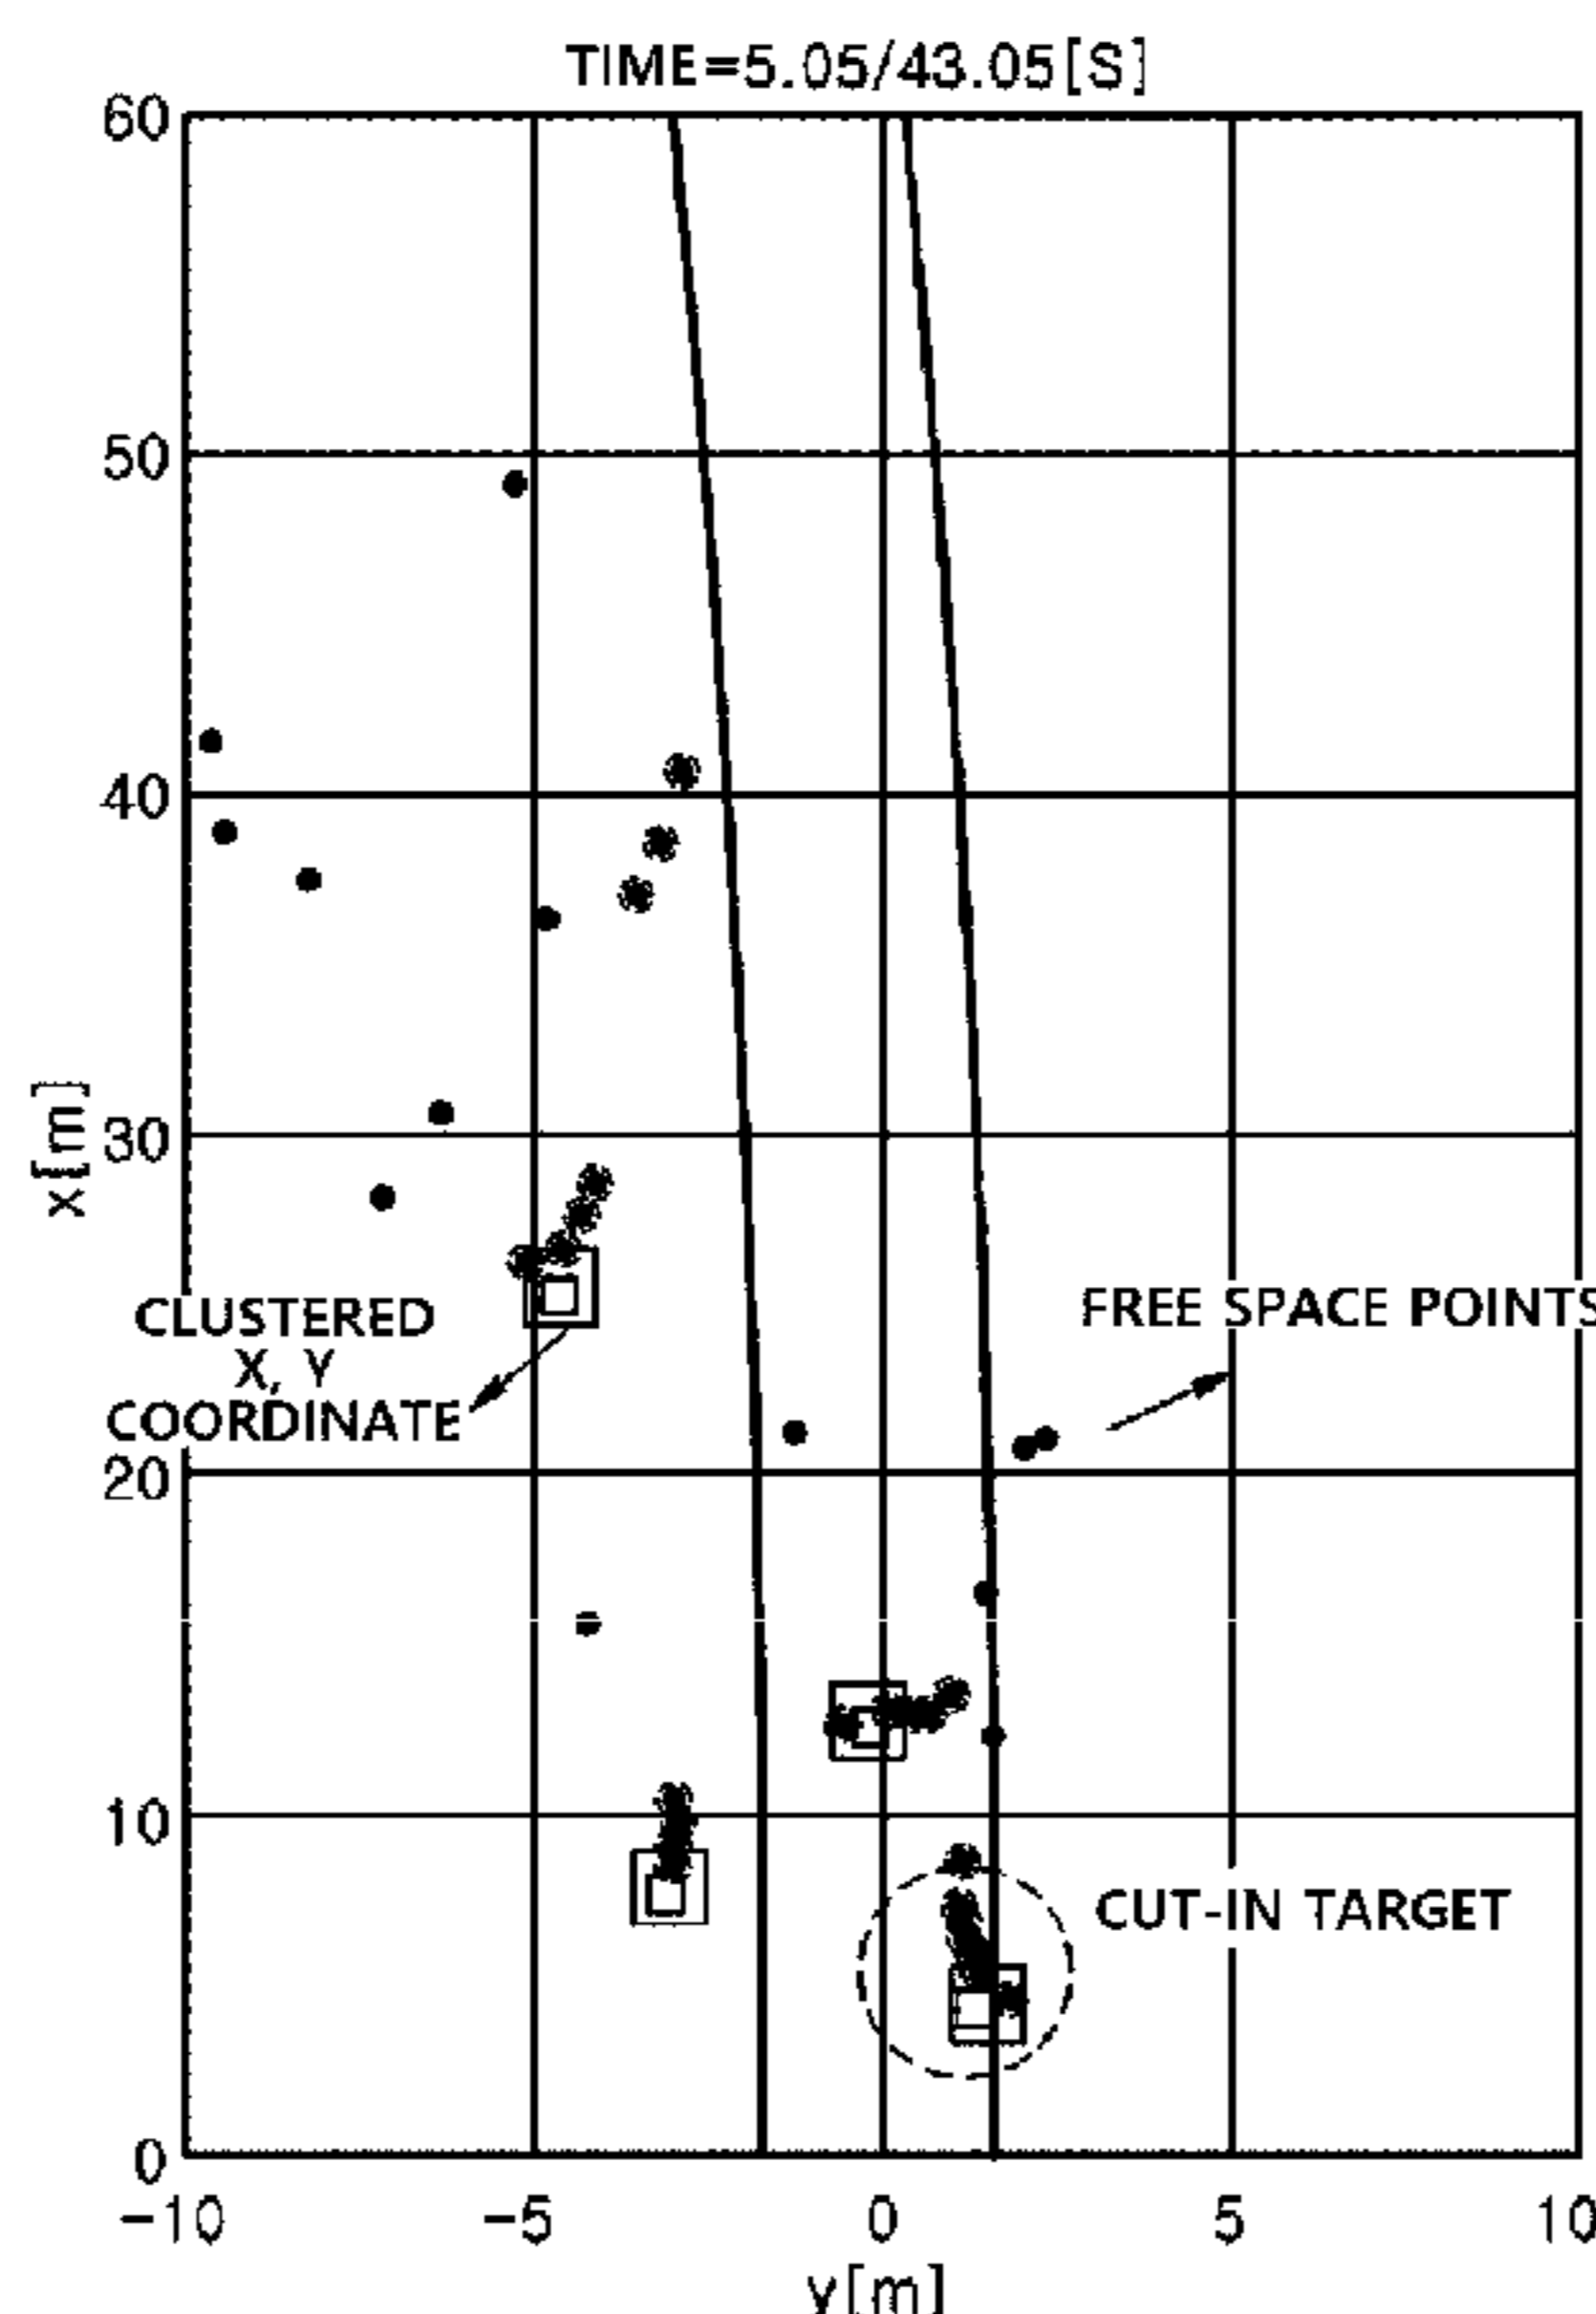 TIME=5.05/43.05[S]
60
50
40
30
20
10
0
x[m]
CLUSTERED
X, Y
COORDINATE
FREE SPACE POINTS
CUT-IN TARGET
-10
-5
0
5
10
y[m]